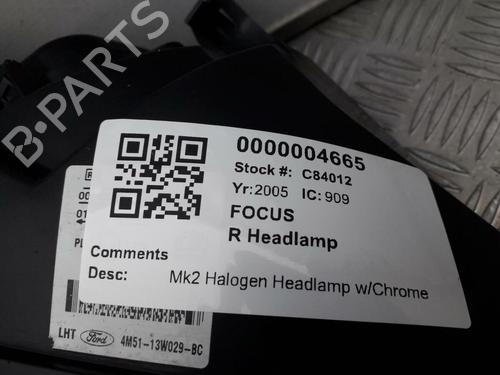 B-PARTS
0000004665
Stock #: C84012
Yr: 2005 IC: 909
FOCUS
R Headlamp
Comments
Desc: Mk2 Halogen Headlamp w/Chrome
LHT Ford 4M51-13W029-BC